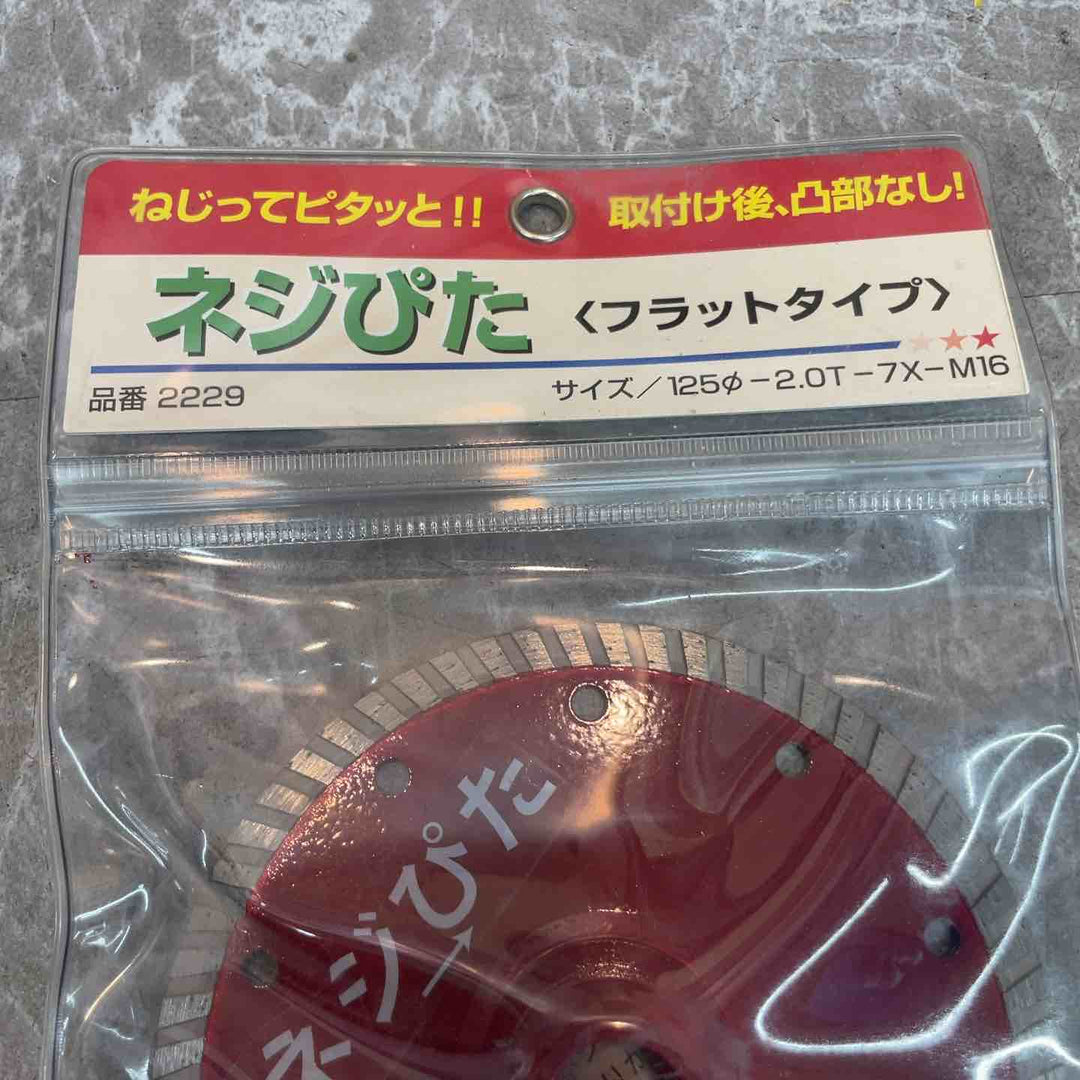 ねじってピタッと!!
取付け後、凸部なし!
ネジぴた
〈フラットタイプ〉
品番 2229
サイズ/125φ-2.0T-7X-M16
ネジぴた